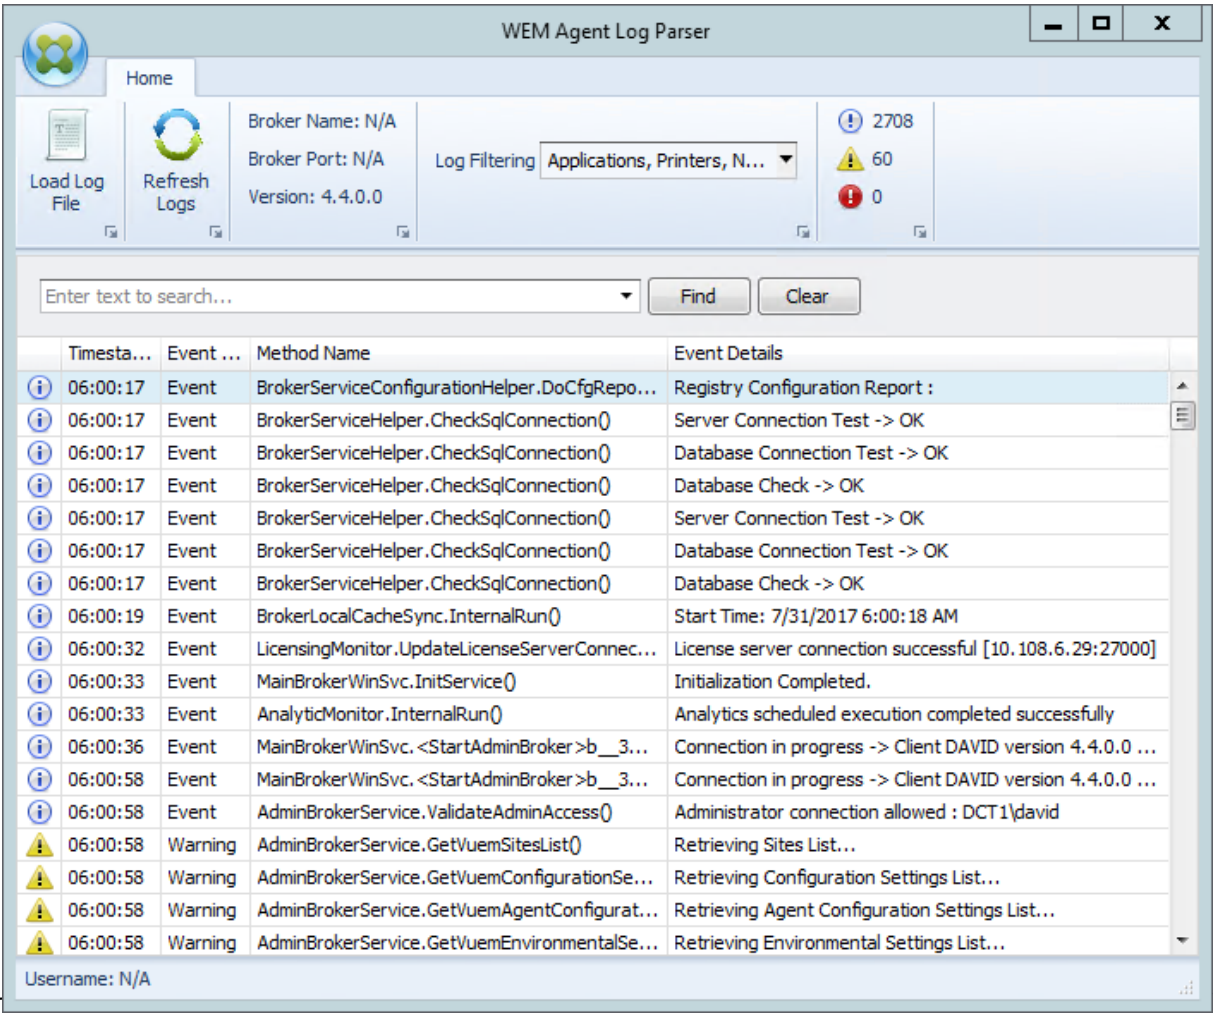 WEM Agent Log Parser
Home
Load Log File
Refresh Logs
Broker Name: N/A
Broker Port: N/A
Version: 4.4.0.0
Log Filtering Applications, Printers, N...
2708
60
0
Enter text to search... Find Clear
Timesta... Event ... Method Name Event Details
06:00:17 Event BrokerServiceConfigurationHelper.DoCfgRepo... Registry Configuration Report :
06:00:17 Event BrokerServiceHelper.CheckSqlConnection() Server Connection Test -> OK
06:00:17 Event BrokerServiceHelper.CheckSqlConnection() Database Connection Test -> OK
06:00:17 Event BrokerServiceHelper.CheckSqlConnection() Database Check -> OK
06:00:17 Event BrokerServiceHelper.CheckSqlConnection() Server Connection Test -> OK
06:00:17 Event BrokerServiceHelper.CheckSqlConnection() Database Connection Test -> OK
06:00:17 Event BrokerServiceHelper.CheckSqlConnection() Database Check -> OK
06:00:19 Event BrokerLocalCacheSync.InternalRun() Start Time: 7/31/2017 6:00:18 AM
06:00:32 Event LicensingMonitor.UpdateLicenseServerConnec... License server connection successful [10.108.6.29:27000]
06:00:33 Event MainBrokerWinSvc.InitService() Initialization Completed.
06:00:33 Event AnalyticMonitor.InternalRun() Analytics scheduled execution completed successfully
06:00:36 Event MainBrokerWinSvc.<StartAdminBroker>b__3... Connection in progress -> Client DAVID version 4.4.0.0 ...
06:00:58 Event MainBrokerWinSvc.<StartAdminBroker>b__3... Connection in progress -> Client DAVID version 4.4.0.0 ...
06:00:58 Event AdminBrokerService.ValidateAdminAccess() Administrator connection allowed : DCT1\david
06:00:58 Warning AdminBrokerService.GetVuemSitesList() Retrieving Sites List...
06:00:58 Warning AdminBrokerService.GetVuemConfigurationSe... Retrieving Configuration Settings List...
06:00:58 Warning AdminBrokerService.GetVuemAgentConfigurat... Retrieving Agent Configuration Settings List...
06:00:58 Warning AdminBrokerService.GetVuemEnvironmentalSe... Retrieving Environmental Settings List...
Username: N/A